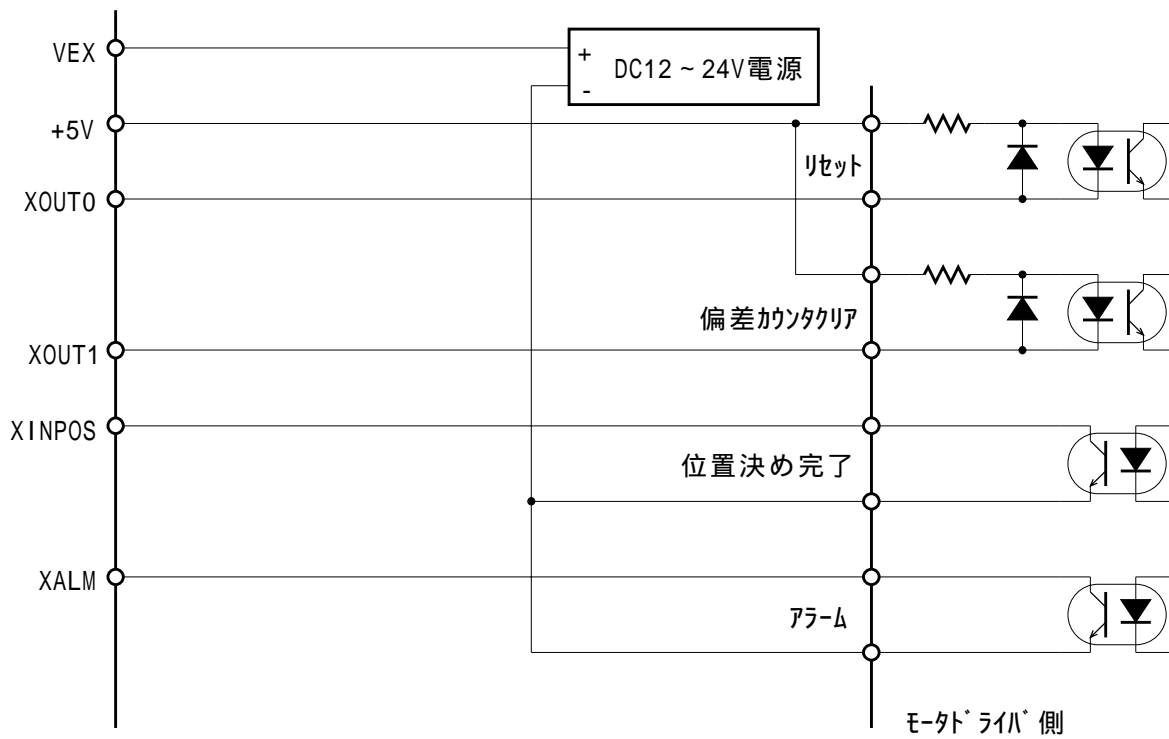 VEX
+
DC12～24V電源
-
+5V
ﾘｾｯﾄ
XOUT0
偏差ｶｳﾝﾀｸﾘｱ
XOUT1
XINPOS
位置決め完了
XALM
ｱﾗｰﾑ
ﾓｰﾀﾄﾞﾗｲﾊﾞ側